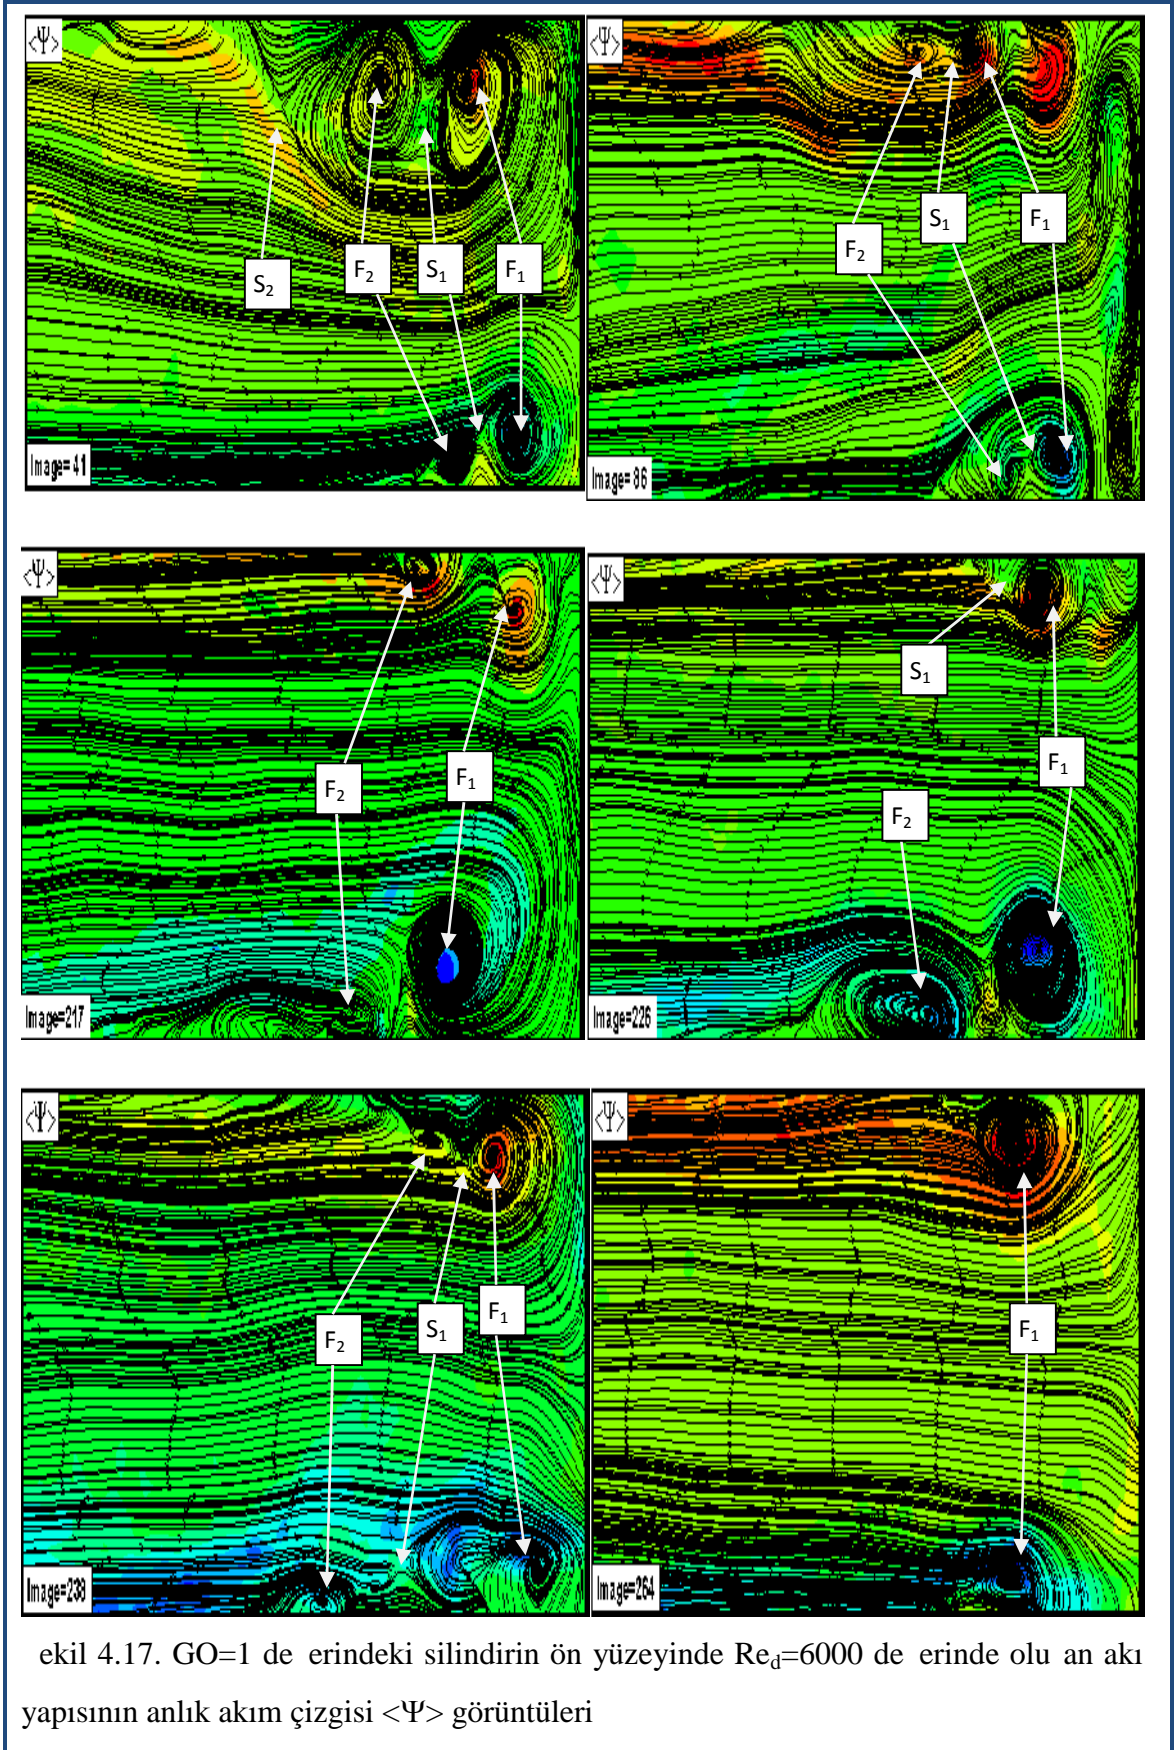 <Ψ> <Ψ>
S₂ F₂ S₁ F₁ F₂ S₁ F₁
Image=41 Image=86
<Ψ> <Ψ>
S₁
F₂ F₁ F₂ F₁
Image=217 Image=226
<Ψ> <Ψ>
F₂ S₁ F₁ F₁
Image=238 Image=264
ekil 4.17. GO=1 de erindeki silindirin ön yüzeyinde Re_d=6000 de erinde olu an akı
yapısının anlık akım çizgisi <Ψ> görüntüleri